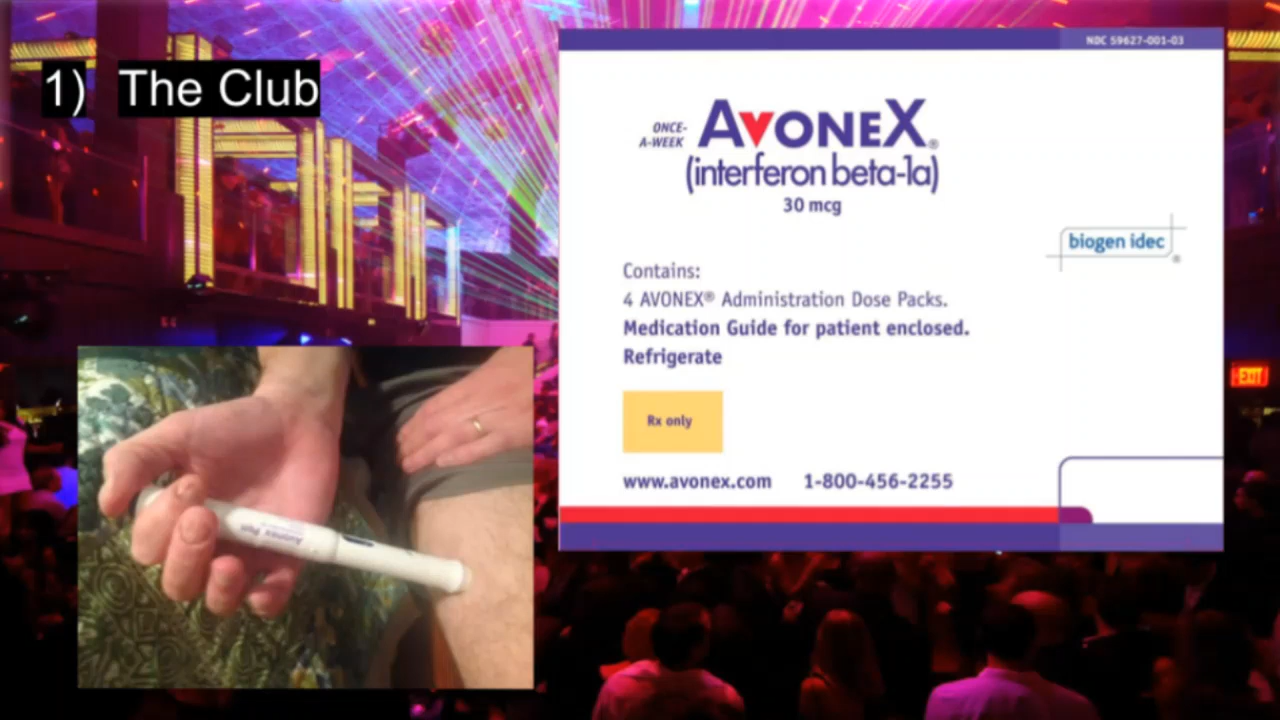 1) The Club
NDC 59627-001-03
ONCE-
A-WEEK
AVONEX®
(interferon beta-1a)
30 mcg
biogen idec®
Contains:
4 AVONEX® Administration Dose Packs.
Medication Guide for patient enclosed.
Refrigerate
Rx only
www.avonex.com 1-800-456-2255
EXIT
Avonex Pen